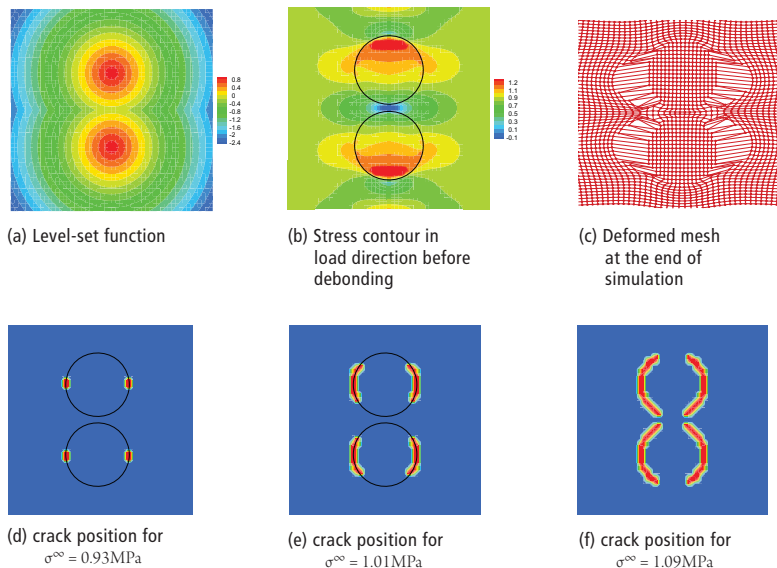 0.8
0.4
0
-0.4
-0.8
-1.2
-1.6
-2
-2.4
1.2
1.1
0.9
0.7
0.5
0.3
0.1
-0.1
(a) Level-set function
(b) Stress contour in
load direction before
debonding
(c) Deformed mesh
at the end of
simulation
(d) crack position for
σ∞ = 0.93MPa
(e) crack position for
σ∞ = 1.01MPa
(f) crack position for
σ∞ = 1.09MPa